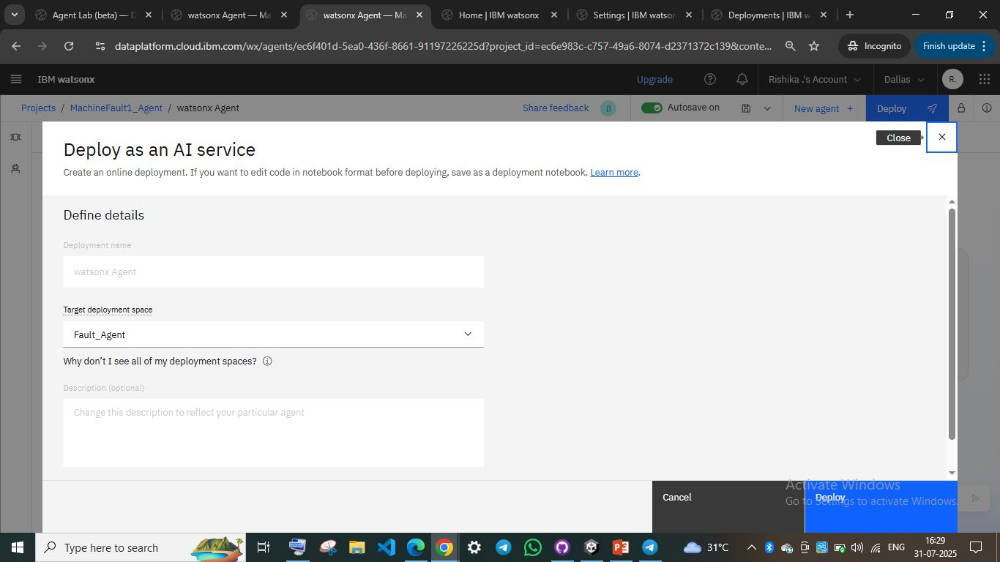 Agent Lab (beta) — D
watsonx Agent — Ma
watsonx Agent — Ma
Home | IBM watsonx
Settings | IBM watson
Deployments | IBM w
dataplatform.cloud.ibm.com/wx/agents/ec6f401d-5ea0-436f-8661-91197226225d?project_id=ec6e983c-c757-49a6-8074-d2371372c139&conte...
Incognito
Finish update
IBM watsonx
Upgrade
Rishika .'s Account
Dallas
R.
Projects / MachineFault1_Agent / watsonx Agent
Share feedback
β
Autosave on
New agent +
Deploy
Deploy as an AI service
Close
Create an online deployment. If you want to edit code in notebook format before deploying, save as a deployment notebook. Learn more.
Define details
Deployment name
watsonx Agent
Target deployment space
Fault_Agent
Why don't I see all of my deployment spaces?
Description (optional)
Change this description to reflect your particular agent
Cancel
Deploy
Activate Windows
Go to Settings to activate Windows.
Type here to search
31°C
ENG
16:29
31-07-2025